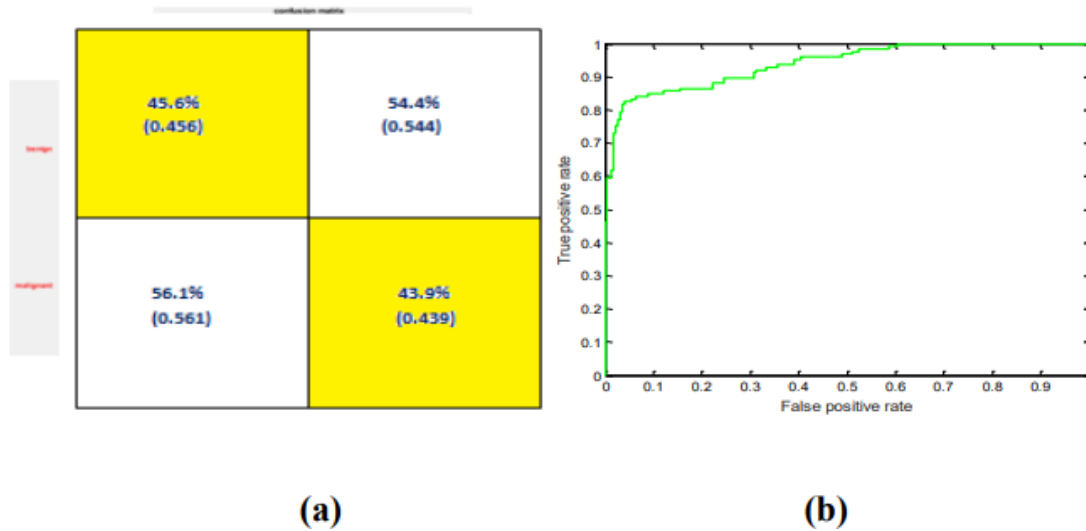 confusion matrix
benign
malignant
45.6%
(0.456)
54.4%
(0.544)
56.1%
(0.561)
43.9%
(0.439)
True positive rate
1
0.9
0.8
0.7
0.6
0.5
0.4
0.3
0.2
0.1
0
0 0.1 0.2 0.3 0.4 0.5 0.6 0.7 0.8 0.9
False positive rate
(a)
(b)